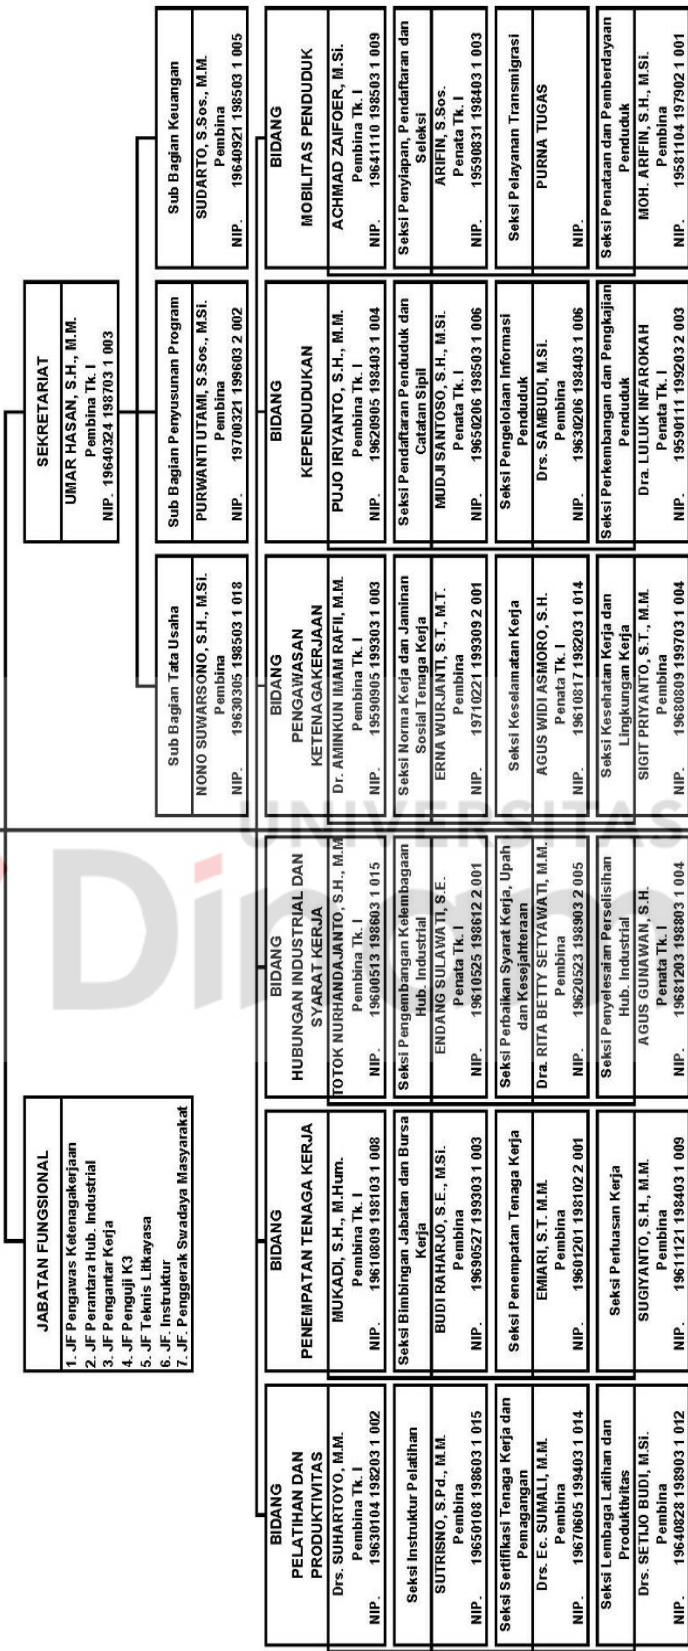 JABATAN FUNGSIONAL
1. JF Pengawas Ketenagakerjaan
2. JF Perantara Hub. Industrial
3. JF Pengantar Kerja
4. JF Penguji K3
5. JF Teknis Litkayasa
6. JF. Instruktur
7. JF. Penggerak Swadaya Masyarakat
SEKRETARIAT
UMAR HASAN, S.H., M.M.
Pembina Tk. I
NIP. 19640324 198703 1 003
Sub Bagian Tata Usaha
NONO SUWARSONO, S.H., M.Si.
Pembina
NIP. 19630305 198503 1 018
Sub Bagian Penyusunan Program
PURWANTI UTAMI, S.Sos., M.Si.
Pembina
NIP. 19700321 199603 2 002
Sub Bagian Keuangan
SUDARTO, S.Sos., M.M.
Pembina
NIP. 19640921 198503 1 005
BIDANG
PELATIHAN DAN
PRODUKTIVITAS
Drs. SUHARTOYO, M.M.
Pembina Tk. I
NIP. 19630104 198203 1 002
Seksi Instruktur Pelatihan
SUTRISNO, S.Pd., M.M.
Pembina
NIP. 19650108 198603 1 015
Seksi Sertifikasi Tenaga Kerja dan
Pemagangan
Drs. Ec. SUMALI, M.M.
Pembina
NIP. 19670605 199403 1 014
Seksi Lembaga Latihan dan
Produktivitas
Drs. SETIJO BUDI, M.Si.
Pembina
NIP. 19640828 198903 1 012
BIDANG
PENEMPATAN TENAGA KERJA
MUKADI, S.H., M.Hum.
Pembina Tk. I
NIP. 19610809 198103 1 008
Seksi Bimbingan Jabatan dan Bursa
Kerja
BUDI RAHARJO, S.E., M.Si.
Pembina
NIP. 19690527 199303 1 003
Seksi Penempatan Tenaga Kerja
EMIARI, S.T. M.M.
Pembina
NIP. 19601201 198102 2 001
Seksi Perluasan Kerja
SUGIYANTO, S.H., M.M.
Pembina
NIP. 19611121 198403 1 009
BIDANG
HUBUNGAN INDUSTRIAL DAN
SYARAT KERJA
TOTOK NURHANDAJANTO, S.H., M.M
Pembina Tk. I
NIP. 19600513 198603 1 015
Seksi Pengembangan Kelembagaan
Hub. Industrial
ENDANG SULAWATI, S.E.
Penata Tk. I
NIP. 19610525 198612 2 001
Seksi Perbaikan Syarat Kerja, Upah
dan Kesejahteraan
Dra. RITA BETTY SETYAWATI, M.M.
Pembina
NIP. 19620523 198903 2 005
Seksi Penyelesaian Perselisihan
Hub. Industrial
AGUS GUNAWAN, S.H.
Penata Tk. I
NIP. 19681203 198803 1 004
BIDANG
PENGAWASAN
KETENAGAKERJAAN
Dr. AMINKUN IMAM RAFII, M.M.
Pembina Tk. I
NIP. 19590905 199303 1 003
Seksi Norma Kerja dan Jaminan
Sosial Tenaga Kerja
ERNA WURJANTI, S.T., M.T.
Pembina
NIP. 19710221 199309 2 001
Seksi Keselamatan Kerja
AGUS WIDI ASMORO, S.H.
Penata Tk. I
NIP. 19610817 198203 1 014
Seksi Kesehatan Kerja dan
Lingkungan Kerja
SIGIT PRIYANTO, S.T., M.M.
Pembina
NIP. 19680809 199703 1 004
BIDANG
KEPENDUDUKAN
PUJO IRIYANTO, S.H., M.M.
Pembina Tk. I
NIP. 19620905 198403 1 004
Seksi Pendaftaran Penduduk dan
Catatan Sipil
MUDJI SANTOSO, S.H., M.Si.
Penata Tk. I
NIP. 19650206 198503 1 006
Seksi Pengelolaan Informasi
Penduduk
Drs. SAMBUDI, M.Si.
Pembina
NIP. 19630206 198403 1 006
Seksi Perkembangan dan Pengkajian
Penduduk
Dra. LULUK INFAROKAH
Penata Tk. I
NIP. 19590111 199203 2 003
BIDANG
MOBILITAS PENDUDUK
ACHMAD ZAIFOER, M.Si.
Pembina Tk. I
NIP. 19641110 198503 1 009
Seksi Penyiapan, Pendaftaran dan
Seleksi
ARIFIN, S.Sos.
Penata Tk. I
NIP. 19590831 198403 1 003
Seksi Pelayanan Transmigrasi
PURNA TUGAS
NIP.
Seksi Penataan dan Pemberdayaan
Penduduk
MOH. ARIFIN, S.H., M.Si.
Pembina
NIP. 19581104 197902 1 001
UNIVERSITAS